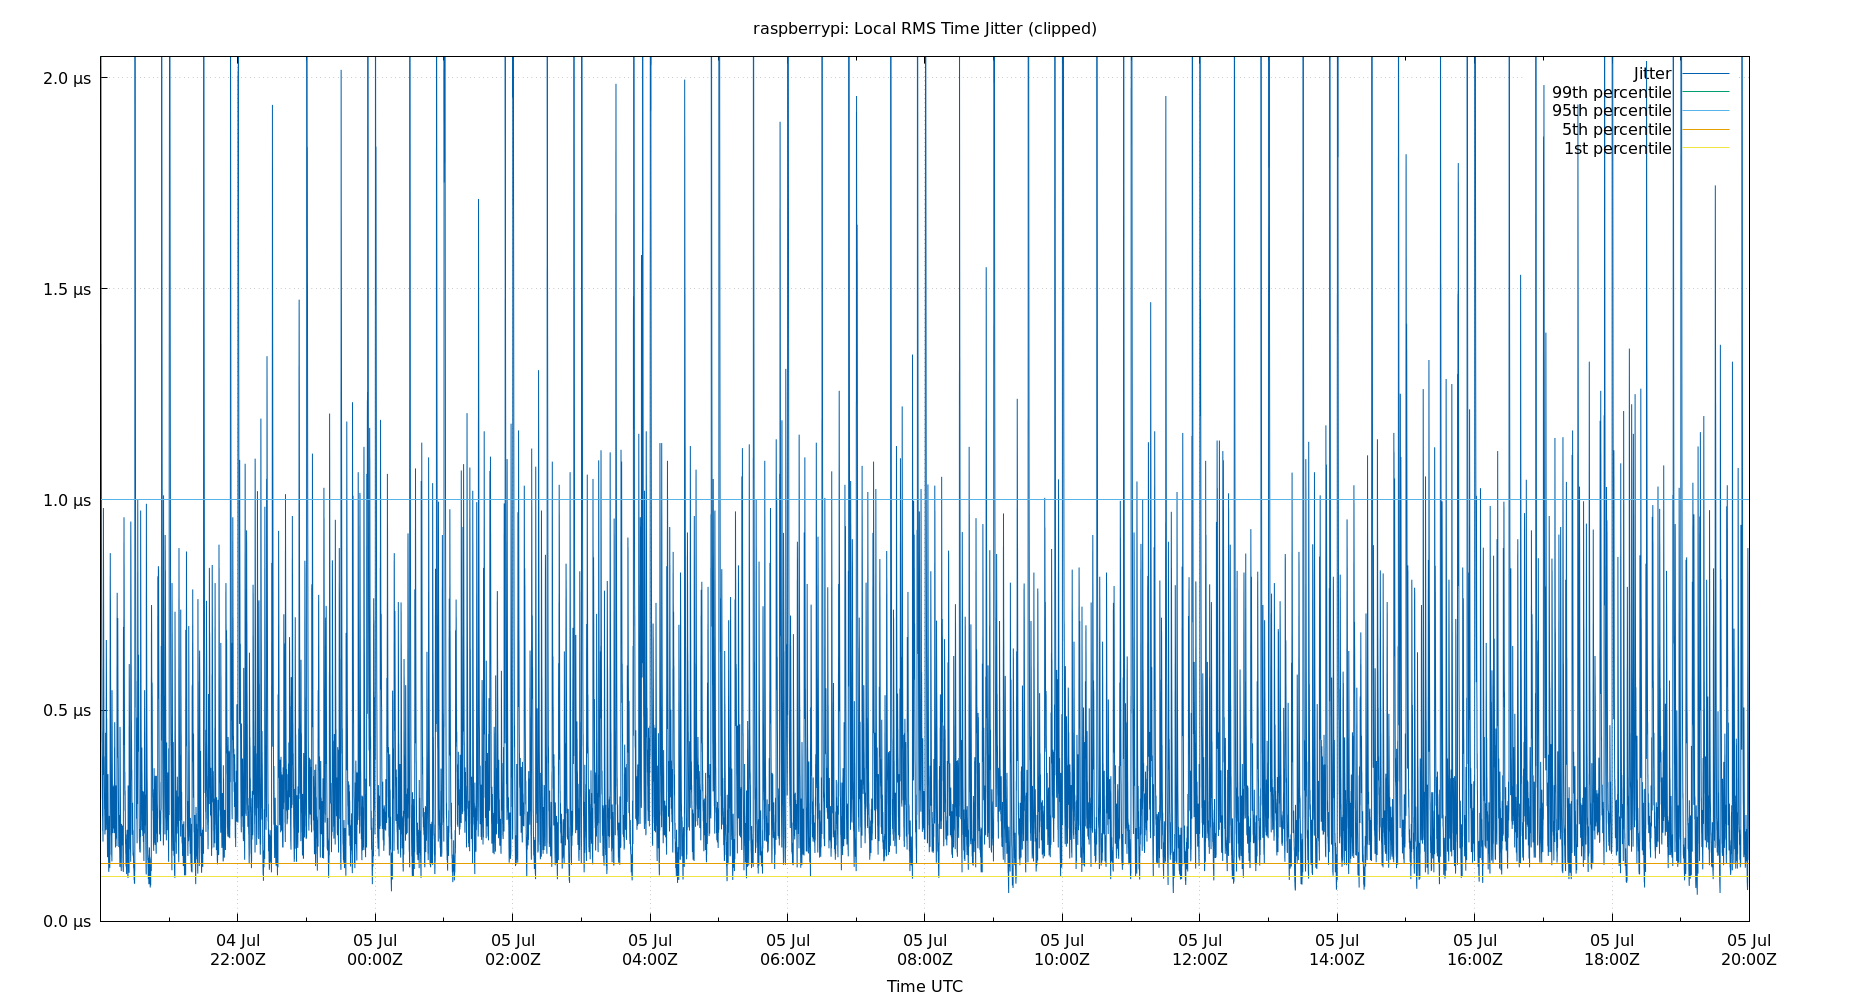 raspberrypi: Local RMS Time Jitter (clipped)
2.0 µs
1.5 µs
1.0 µs
0.5 µs
0.0 µs
Jitter
99th percentile
95th percentile
5th percentile
1st percentile
04 Jul
22:00Z
05 Jul
00:00Z
05 Jul
02:00Z
05 Jul
04:00Z
05 Jul
06:00Z
05 Jul
08:00Z
05 Jul
10:00Z
05 Jul
12:00Z
05 Jul
14:00Z
05 Jul
16:00Z
05 Jul
18:00Z
05 Jul
20:00Z
Time UTC